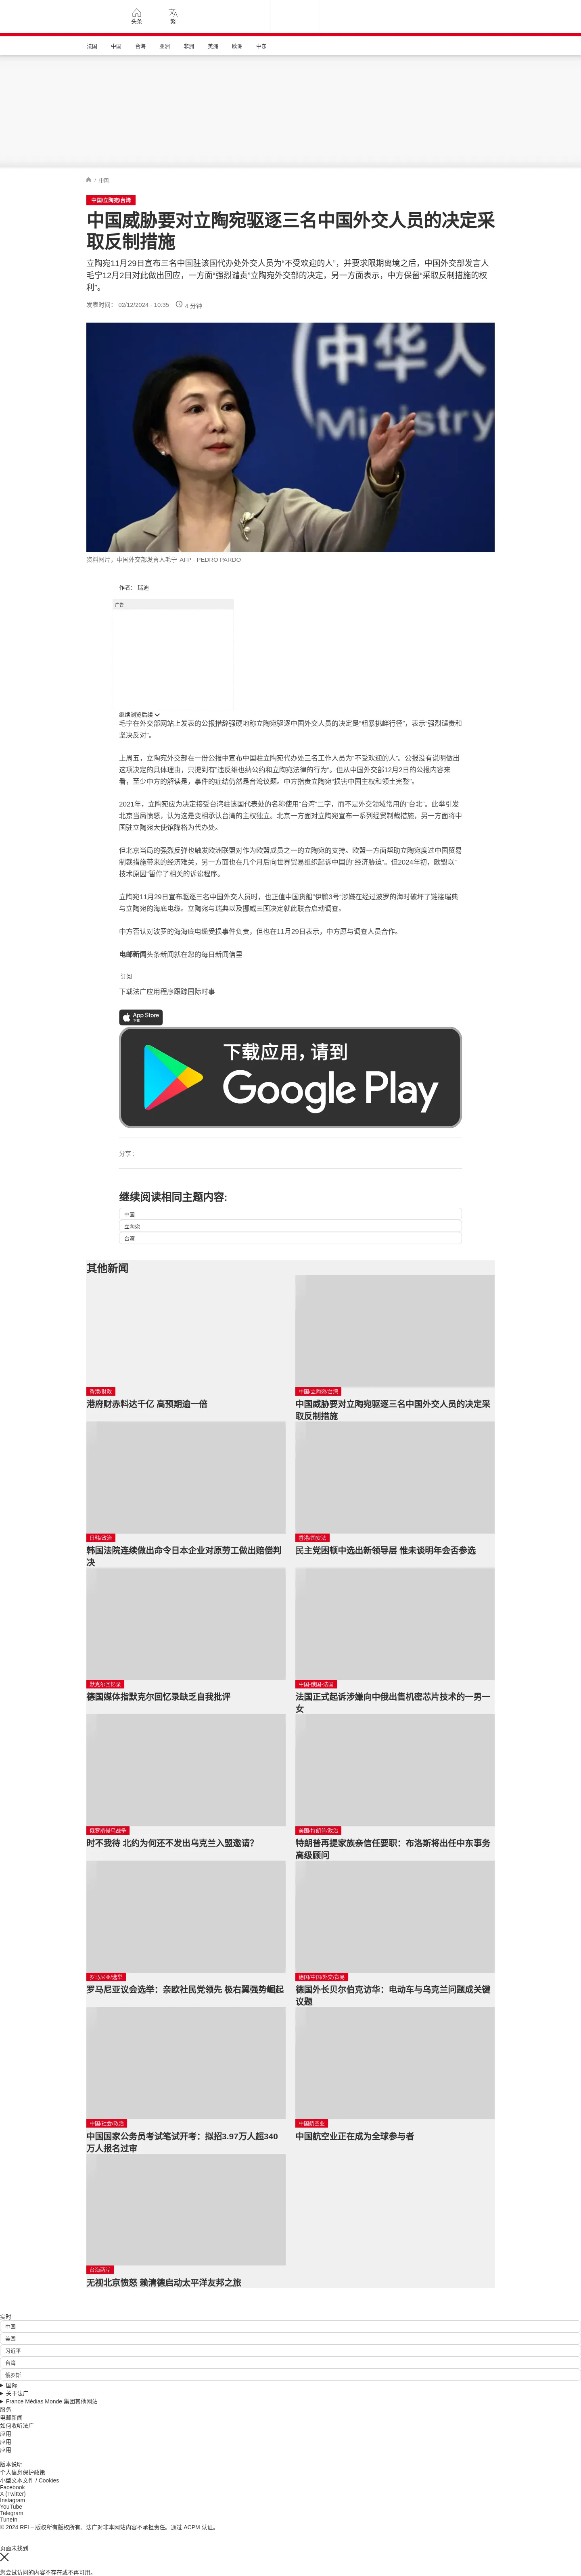 头条
繁
法国
中国
台海
亚洲
非洲
美洲
欧洲
中东
/ 中国
中国/立陶宛/台湾
中国威胁要对立陶宛驱逐三名中国外交人员的决定采
取反制措施
立陶宛11月29日宣布三名中国驻该国代办处外交人员为“不受欢迎的人”，并要求限期离境之后，中国外交部发言人
毛宁12月2日对此做出回应，一方面“强烈谴责”立陶宛外交部的决定，另一方面表示，中方保留“采取反制措施的权
利”。
发表时间： 02/12/2024 - 10:35 4 分钟
中华人
Ministry
资料图片，中国外交部发言人毛宁 AFP - PEDRO PARDO
作者： 瑞迪
广告
继续浏览后续
毛宁在外交部网站上发表的公报措辞强硬地称立陶宛驱逐中国外交人员的决定是“粗暴挑衅行径”，表示“强烈谴责和
坚决反对”。
上周五，立陶宛外交部在一份公报中宣布中国驻立陶宛代办处三名工作人员为“不受欢迎的人”。公报没有说明做出
这项决定的具体理由，只提到有“违反维也纳公约和立陶宛法律的行为”。但从中国外交部12月2日的公报内容来
看，至少中方的解读是，事件的症结仍然是台湾议题。中方指责立陶宛“损害中国主权和领土完整”。
2021年，立陶宛应为决定接受台湾驻该国代表处的名称使用“台湾”二字，而不是外交领域常用的“台北”。此举引发
北京当局愤怒，认为这是变相承认台湾的主权独立。北京一方面对立陶宛宣布一系列经贸制裁措施，另一方面将中
国驻立陶宛大使馆降格为代办处。
但北京当局的强烈反弹也触发欧洲联盟对作为欧盟成员之一的立陶宛的支持。欧盟一方面帮助立陶宛度过中国贸易
制裁措施带来的经济难关，另一方面也在几个月后向世界贸易组织起诉中国的“经济胁迫”。但2024年初，欧盟以“
技术原因”暂停了相关的诉讼程序。
立陶宛11月29日宣布驱逐三名中国外交人员时，也正值中国货船“伊鹏3号”涉嫌在经过波罗的海时破坏了链接瑞典
与立陶宛的海底电缆。立陶宛与瑞典以及挪威三国决定就此联合启动调查。
中方否认对波罗的海海底电缆受损事件负责，但也在11月29日表示，中方愿与调查人员合作。
电邮新闻头条新闻就在您的每日新闻信里
订阅
下载法广应用程序跟踪国际时事
App Store
下载
下载应用，请到
Google Play
分享 :
继续阅读相同主题内容:
中国
立陶宛
台湾
其他新闻
香港/财政
港府财赤料达千亿 高预期逾一倍
中国/立陶宛/台湾
中国威胁要对立陶宛驱逐三名中国外交人员的决定采
取反制措施
日韩/政治
韩国法院连续做出命令日本企业对原劳工做出赔偿判
决
香港/国安法
民主党困顿中选出新领导层 惟未谈明年会否参选
默克尔回忆录
德国媒体指默克尔回忆录缺乏自我批评
中国-俄国-法国
法国正式起诉涉嫌向中俄出售机密芯片技术的一男一
女
俄罗斯侵乌战争
时不我待 北约为何还不发出乌克兰入盟邀请？
美国/特朗普/政治
特朗普再提家族亲信任要职：布洛斯将出任中东事务
高级顾问
罗马尼亚/选举
罗马尼亚议会选举：亲欧社民党领先 极右翼强势崛起
德国/中国/外交/贸易
德国外长贝尔伯克访华：电动车与乌克兰问题成关键
议题
中国/社会/政治
中国国家公务员考试笔试开考：拟招3.97万人超340
万人报名过审
中国航空业
中国航空业正在成为全球参与者
台海两岸
无视北京愤怒 赖清德启动太平洋友邦之旅
实时
中国
美国
习近平
台湾
俄罗斯
国际
关于法广
France Médias Monde 集团其他网站
服务
电邮新闻
如何收听法广
应用
应用
应用
版本说明
个人信息保护政策
小型文本文件 / Cookies
Facebook
X (Twitter)
Instagram
YouTube
Telegram
TuneIn
© 2024 RFI – 版权所有版权所有。法广对非本网站内容不承担责任。通过 ACPM 认证。
页面未找到
您尝试访问的内容不存在或不再可用。